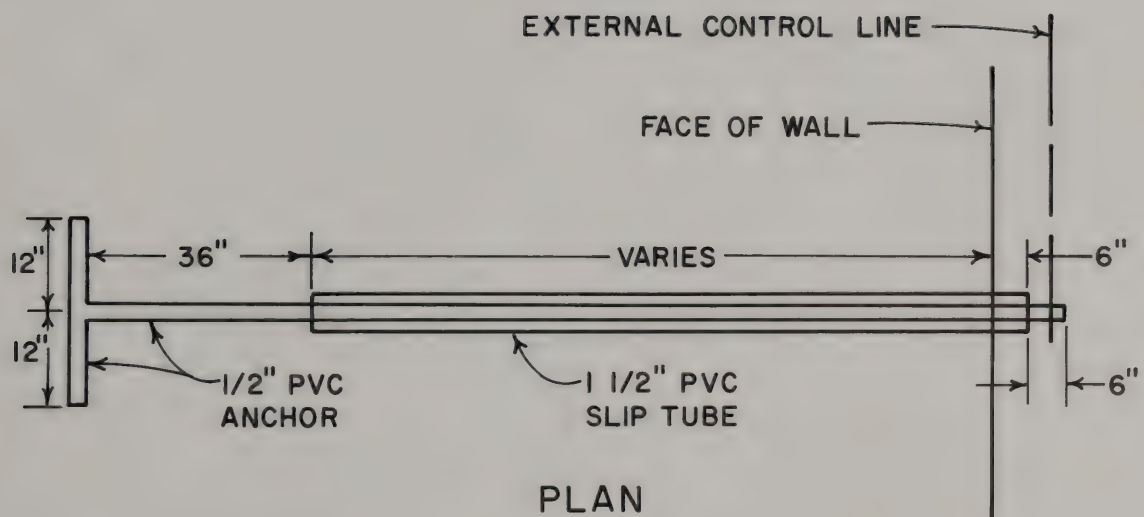 EXTERNAL CONTROL LINE
FACE OF WALL
12"
36"
VARIES
6"
12"
1/2" PVC
ANCHOR
1 1/2" PVC
SLIP TUBE
6"
PLAN